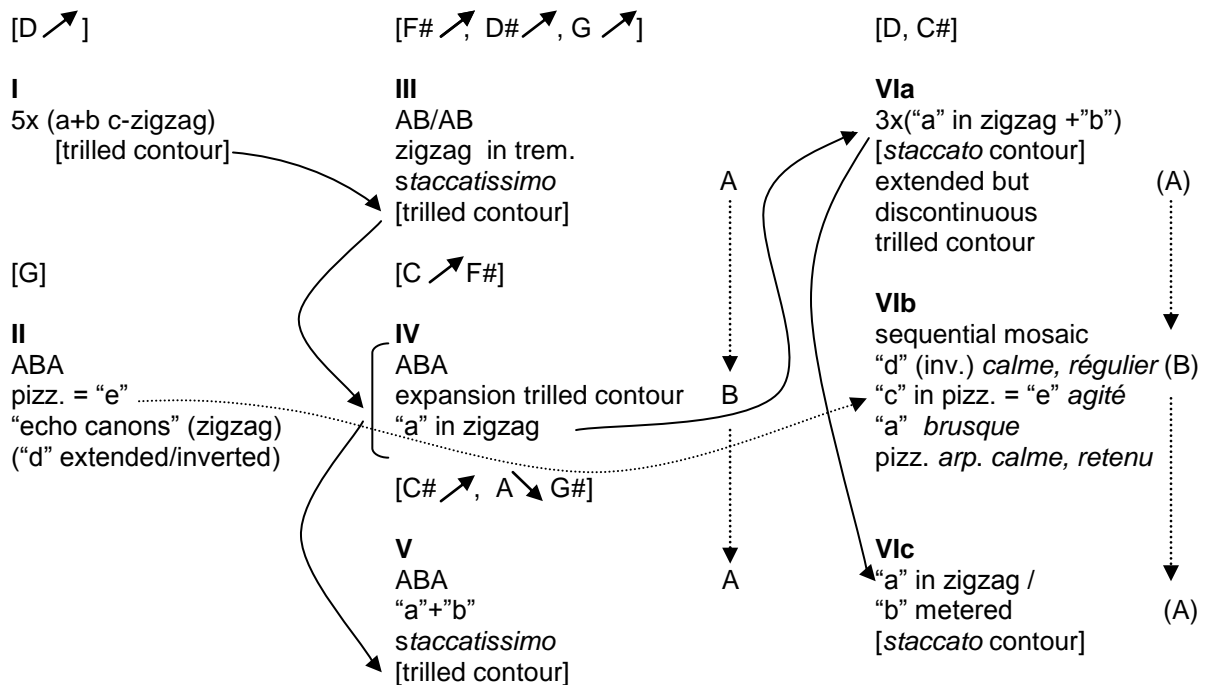 [D ]
I
5x (a+b c-zigzag)
[trilled contour]
[G]
II
ABA
pizz. = “e”
“echo canons” (zigzag)
(“d” extended/inverted)
[F# , D# , G ]
III
AB/AB
zigzag in trem.
staccatissimo
[trilled contour]
[C F#]
IV
ABA
expansion trilled contour
“a” in zigzag
[C# , A G#]
V
ABA
“a”+”b”
staccatissimo
[trilled contour]
A
B
A
[D, C#]
VIa
3x(“a” in zigzag +”b”)
[staccato contour]
extended but
discontinuous
trilled contour
(A)
VIb
sequential mosaic
“d” (inv.) calme, régulier (B)
“c” in pizz. = “e” agité
“a” brusque
pizz. arp. calme, retenu
VIc
“a” in zigzag /
“b” metered
[staccato contour]
(A)